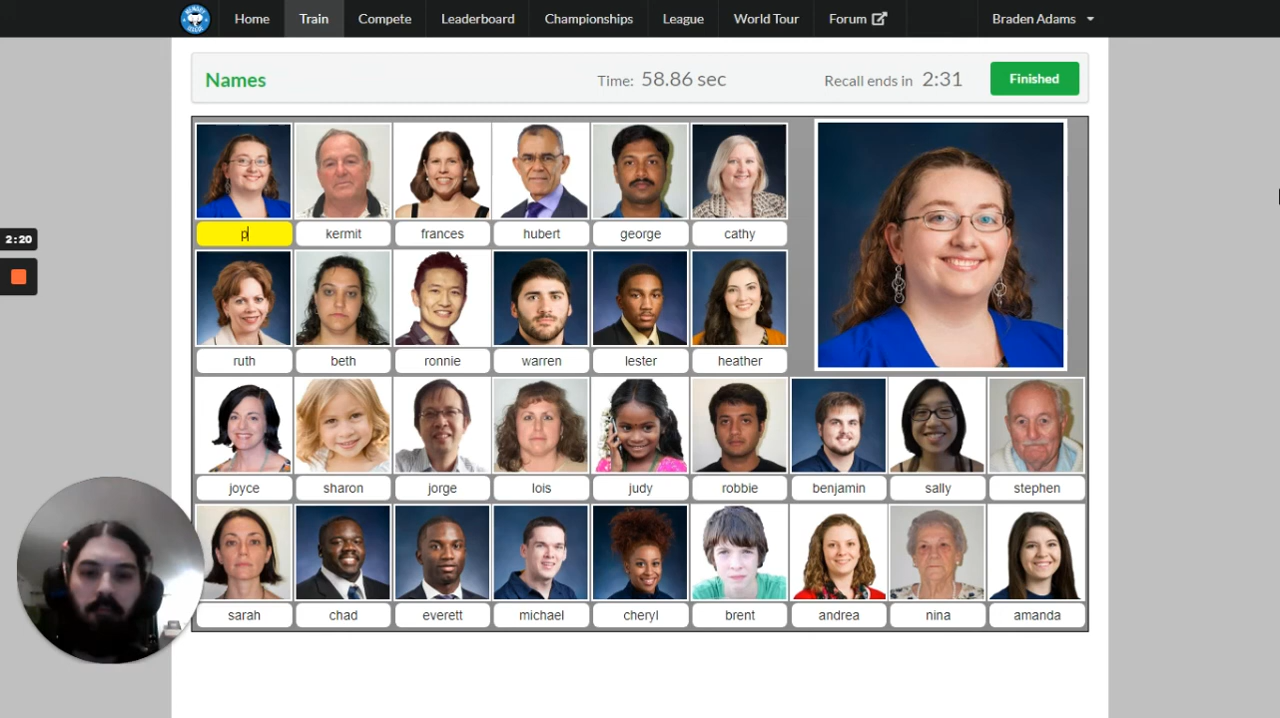 Home Train Compete Leaderboard Championships League World Tour Forum Braden Adams
Names Time: 58.86 sec Recall ends in 2:31 Finished
p kermit frances hubert george cathy
2:20
ruth beth ronnie warren lester heather
joyce sharon jorge lois judy robbie benjamin sally stephen
sarah chad everett michael cheryl brent andrea nina amanda